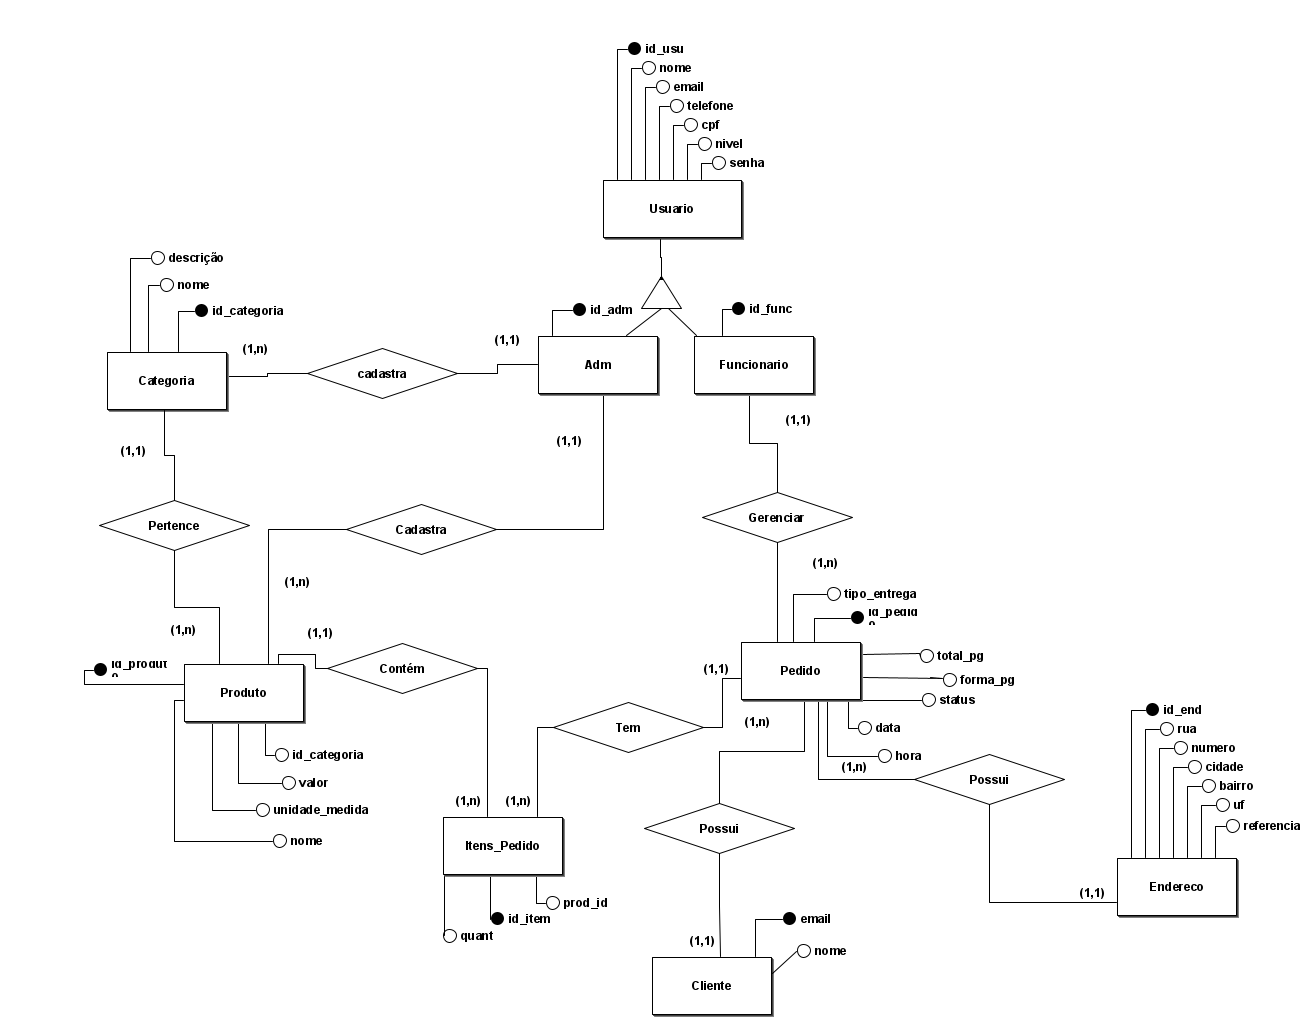 id_usu
nome
email
telefone
cpf
nivel
senha
Usuario
descrição
nome
id_categoria
id_adm
id_func
(1,n)
(1,1)
Categoria
cadastra
Adm
Funcionario
(1,1)
(1,1)
(1,1)
Pertence
Cadastra
Gerenciar
(1,n)
(1,n)
(1,n)
(1,1)
tipo_entrega
id_pedid
o
id_produt
o
Produto
Contém
(1,1)
Pedido
total_pg
forma_pg
status
(1,n)
Tem
data
hora
id_categoria
valor
unidade_medida
nome
(1,n)
Possui
id_end
rua
numero
cidade
bairro
uf
referencia
(1,n)
(1,n)
Itens_Pedido
Possui
Endereco
(1,1)
prod_id
id_item
quant
(1,1)
email
nome
Cliente